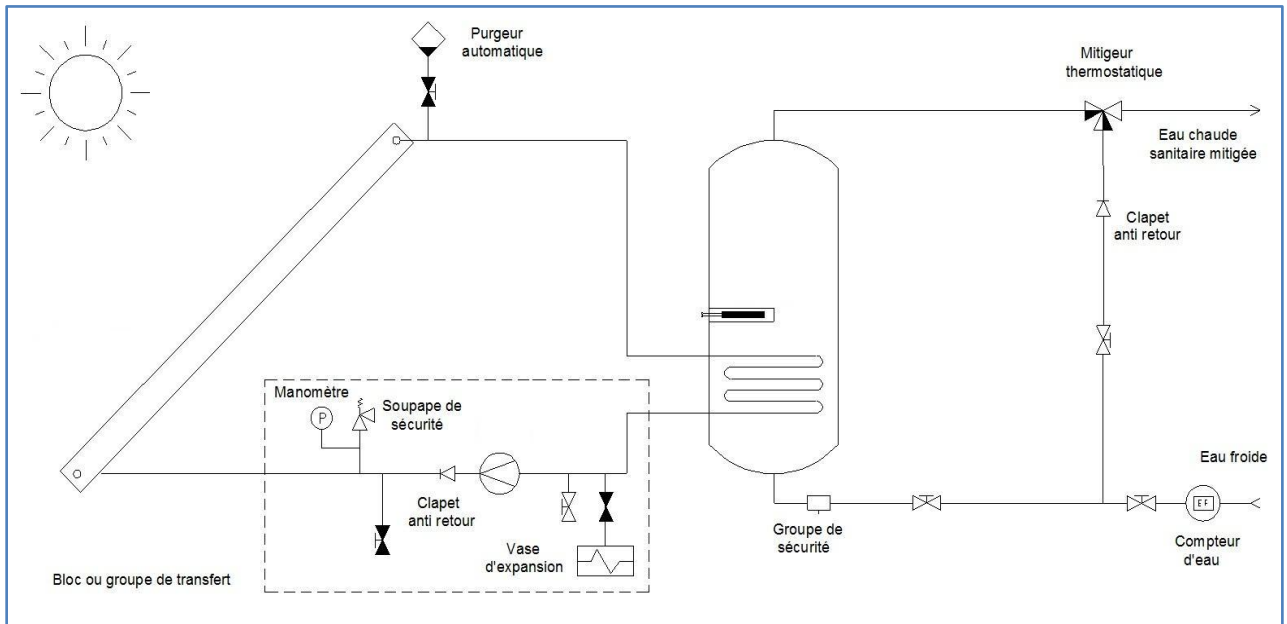 Purgeur
automatique
Mitigeur
thermostatique
Eau chaude
sanitaire mitigée
Clapet
anti retour
Manomètre
P
Soupape de
sécurité
Clapet
anti retour
Vase
d'expansion
Bloc ou groupe de transfert
Groupe de
sécurité
Eau froide
EF
Compteur
d'eau